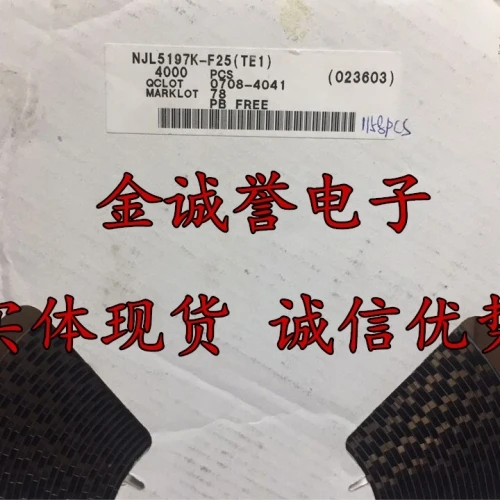 NJL5197K-F25(TE1)
4000 PCS
QCLOT 0708-4041 (023603)
MARKLOT 78
PB FREE
1158PCS
金诚誉电子
实体现货 诚信优势